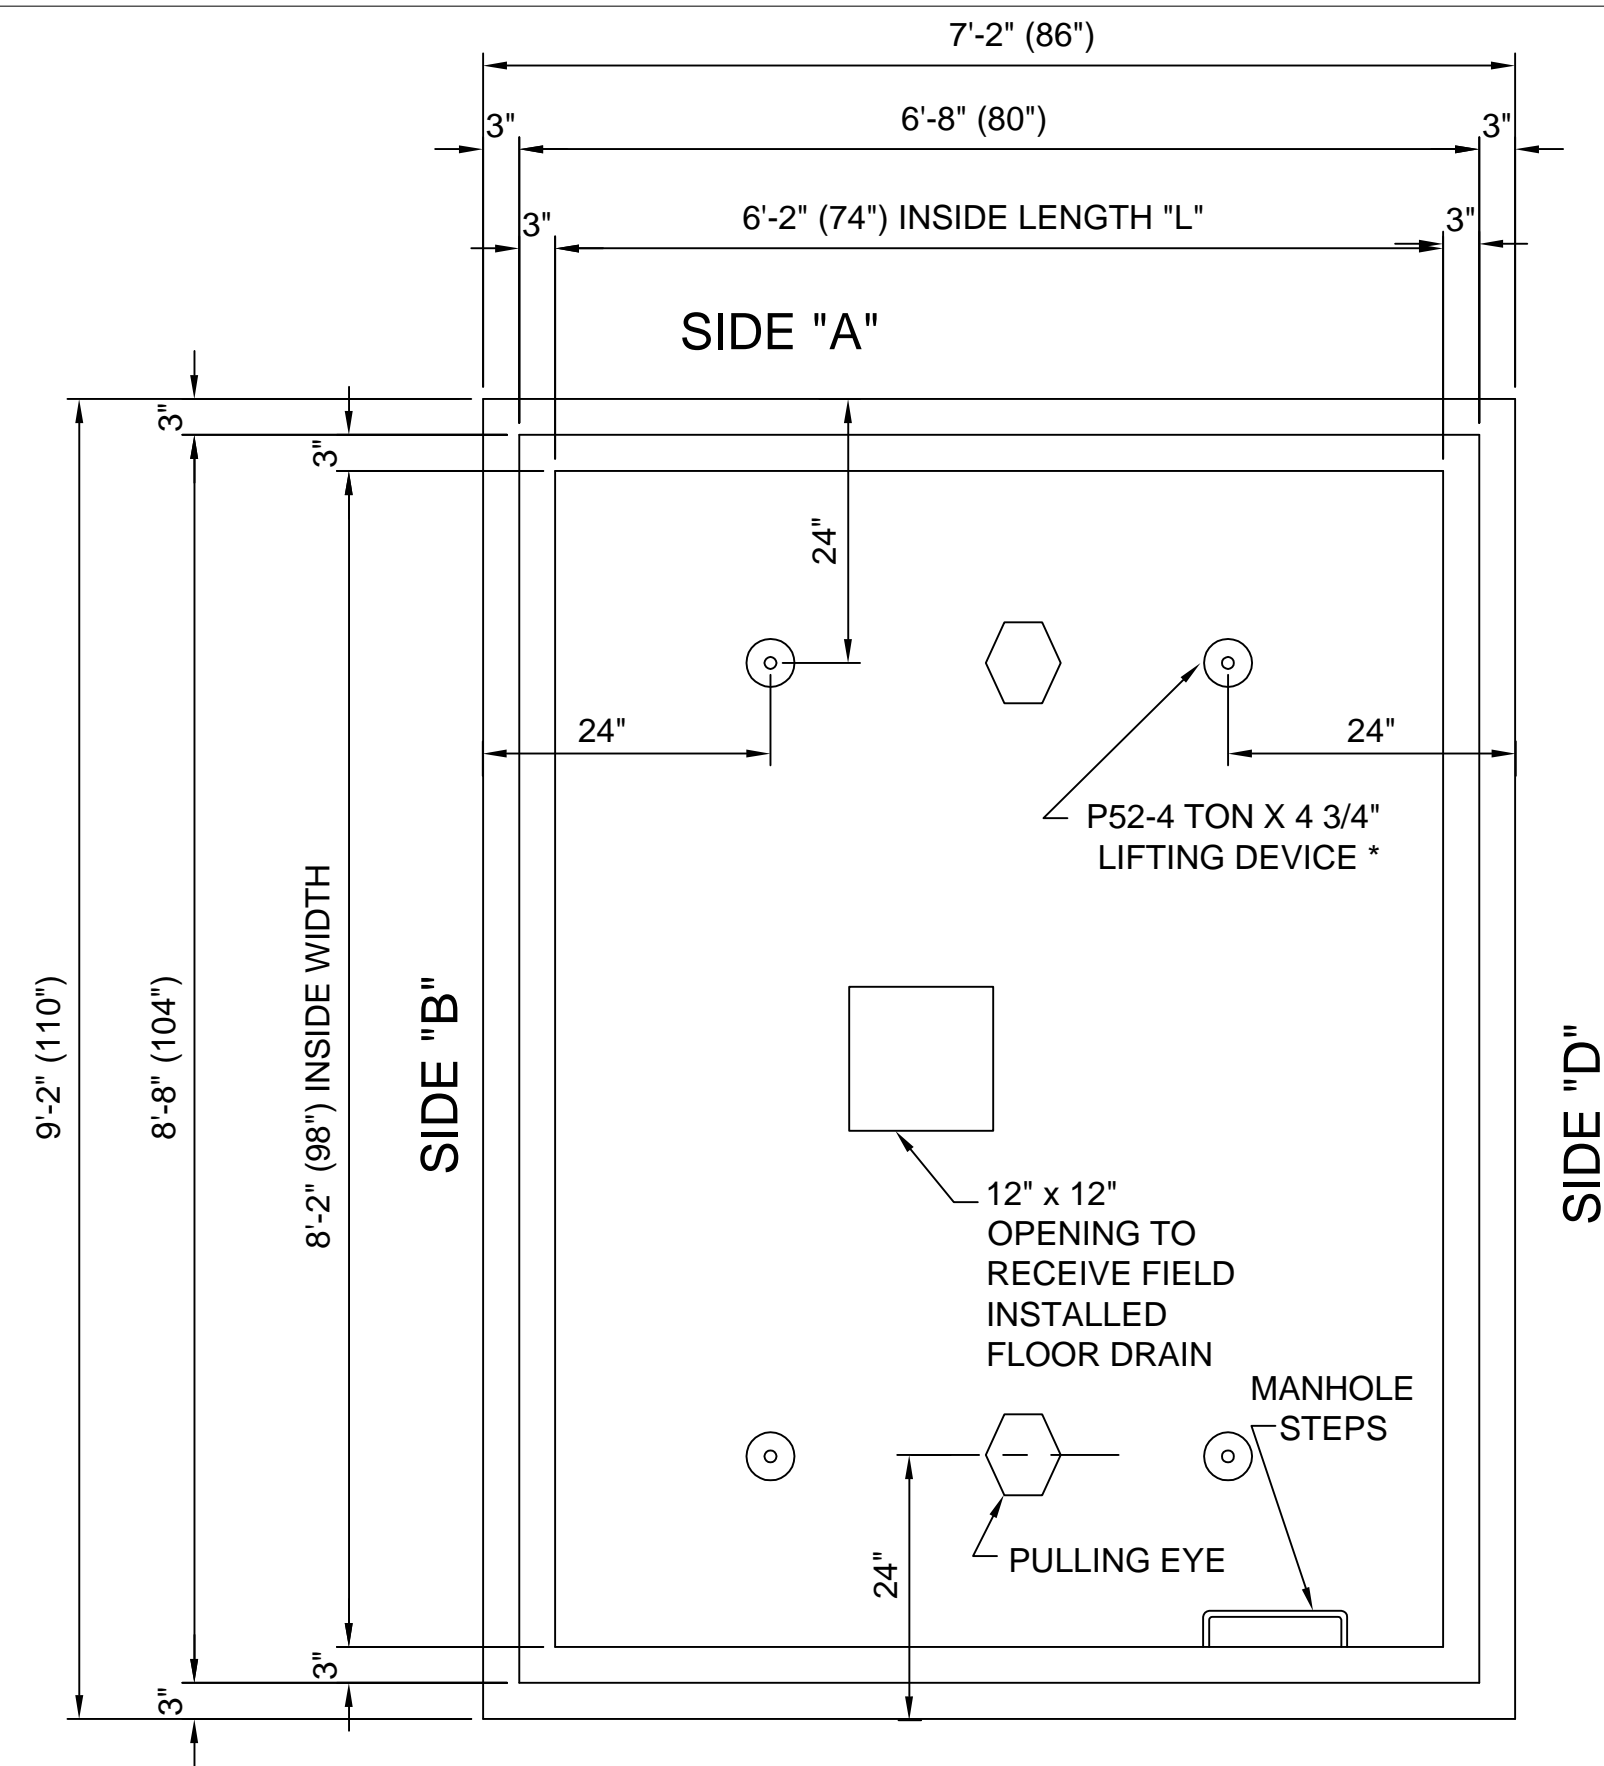 7'-2" (86")
3"
6'-8" (80")
3"
3"
6'-2" (74") INSIDE LENGTH "L"
3"
SIDE "A"
3"
3"
24"
24"
24"
P52-4 TON X 4 3/4"
LIFTING DEVICE *
9'-2" (110")
8'-8" (104")
8'-2" (98") INSIDE WIDTH
SIDE "B"
SIDE "D"
12" x 12"
OPENING TO
RECEIVE FIELD
INSTALLED
FLOOR DRAIN
MANHOLE
STEPS
PULLING EYE
24"
3"
3"